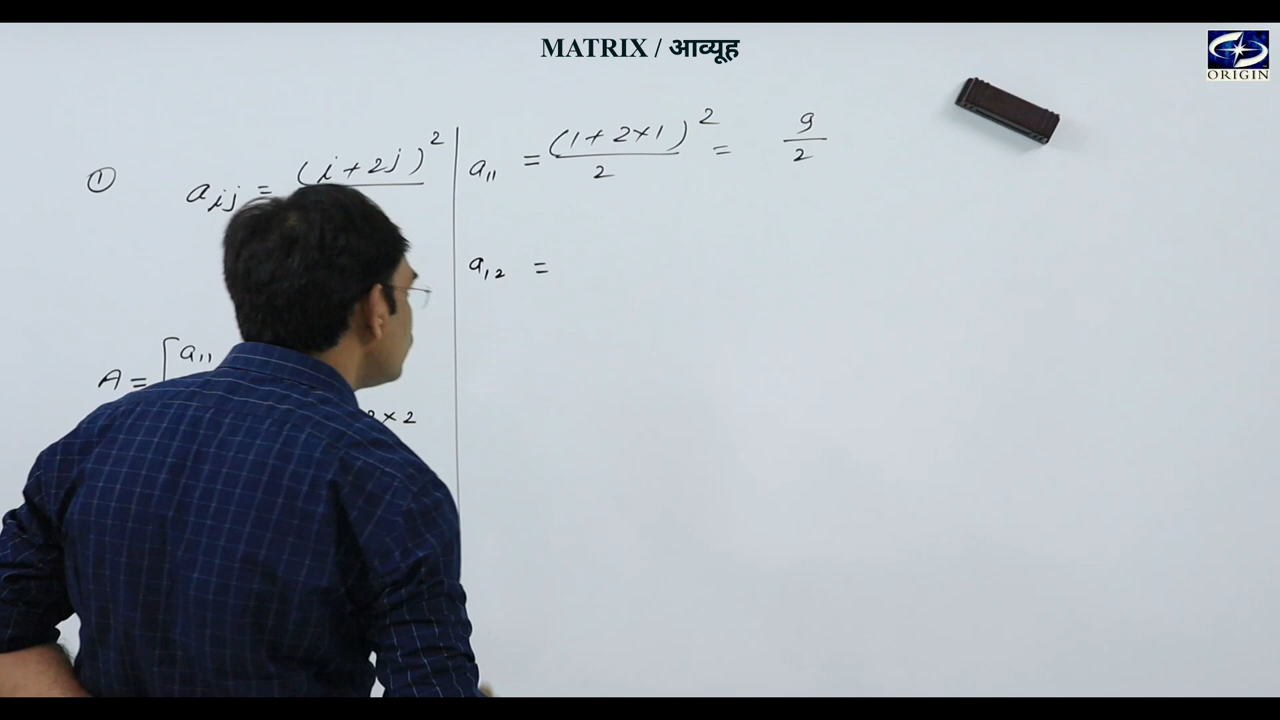 MATRIX / आव्यूह
ORIGIN
① aij = (i + 2j)²
a₁₁ = (1 + 2×1)² / 2 = 9/2
a₁₂ =
A = [a₁₁
2 × 2